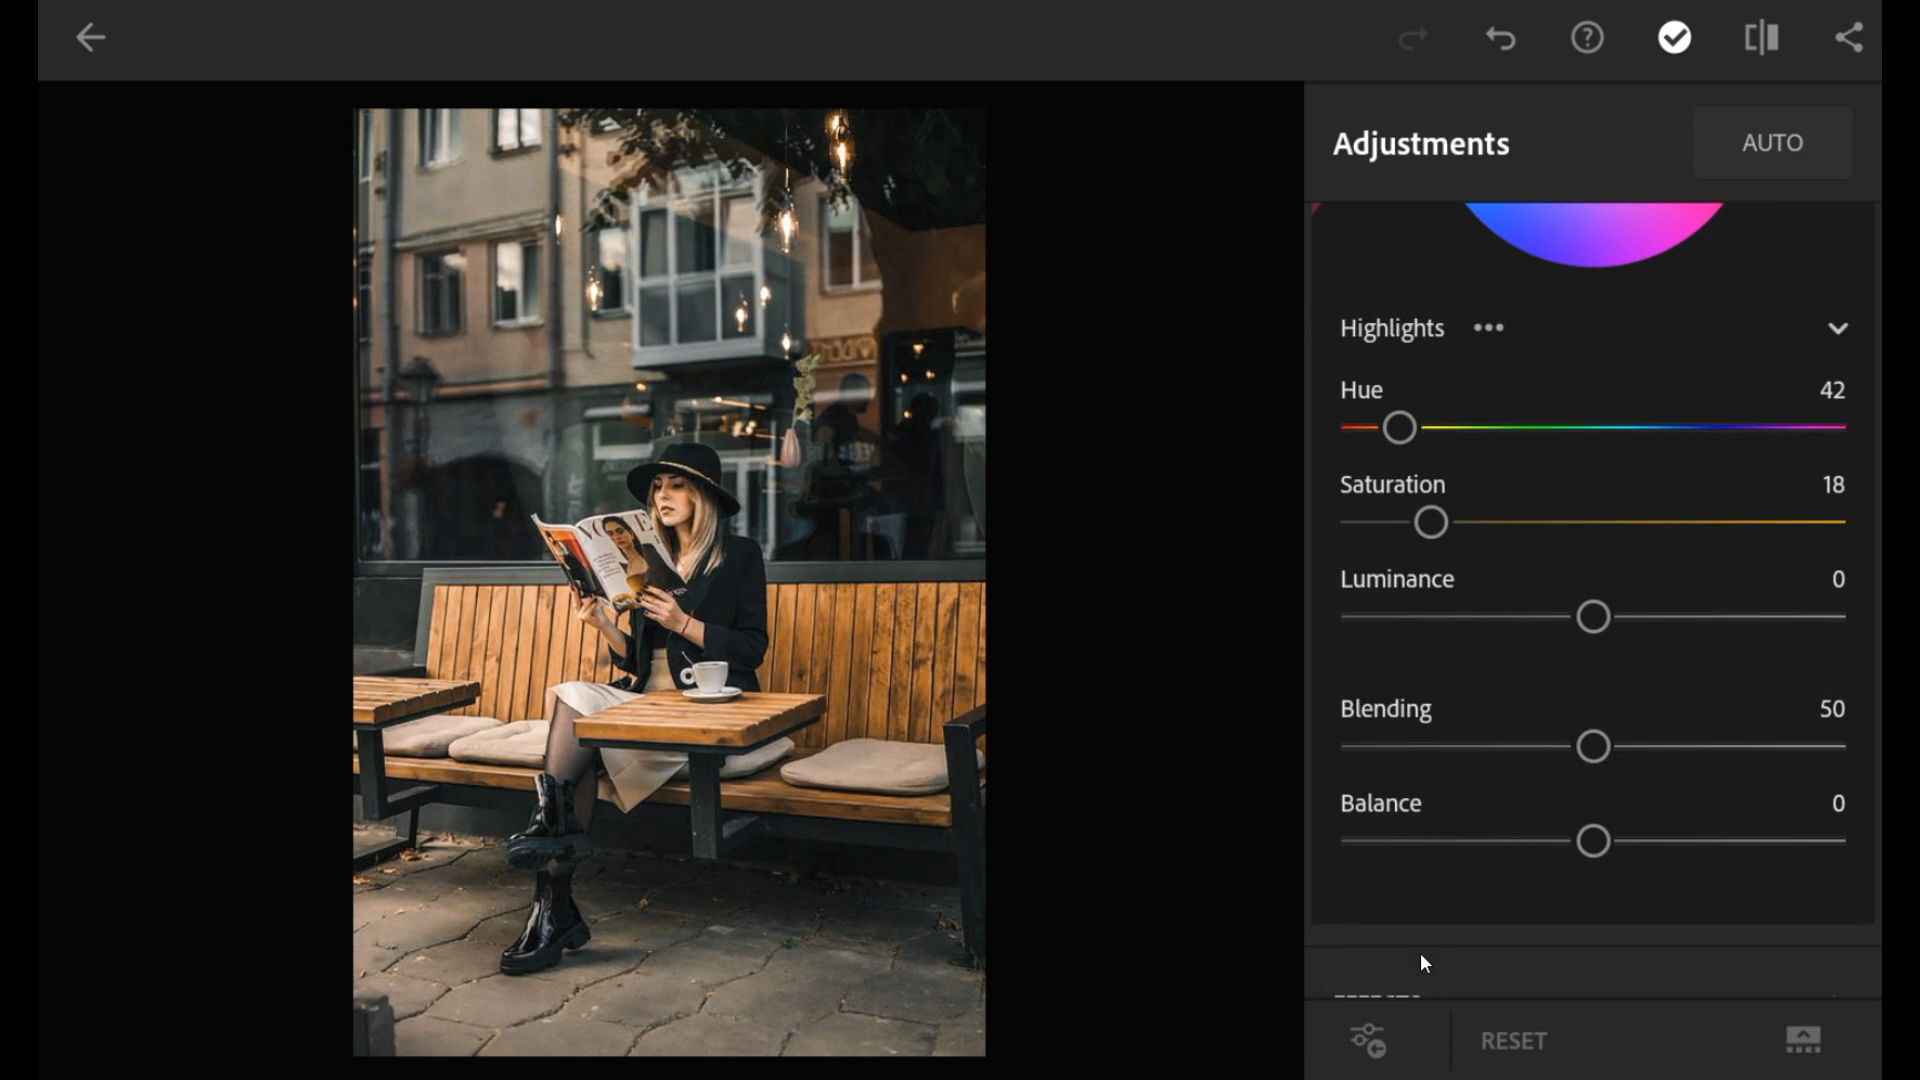 Adjustments
AUTO
Highlights
Hue 42
Saturation 18
Luminance 0
Blending 50
Balance 0
RESET